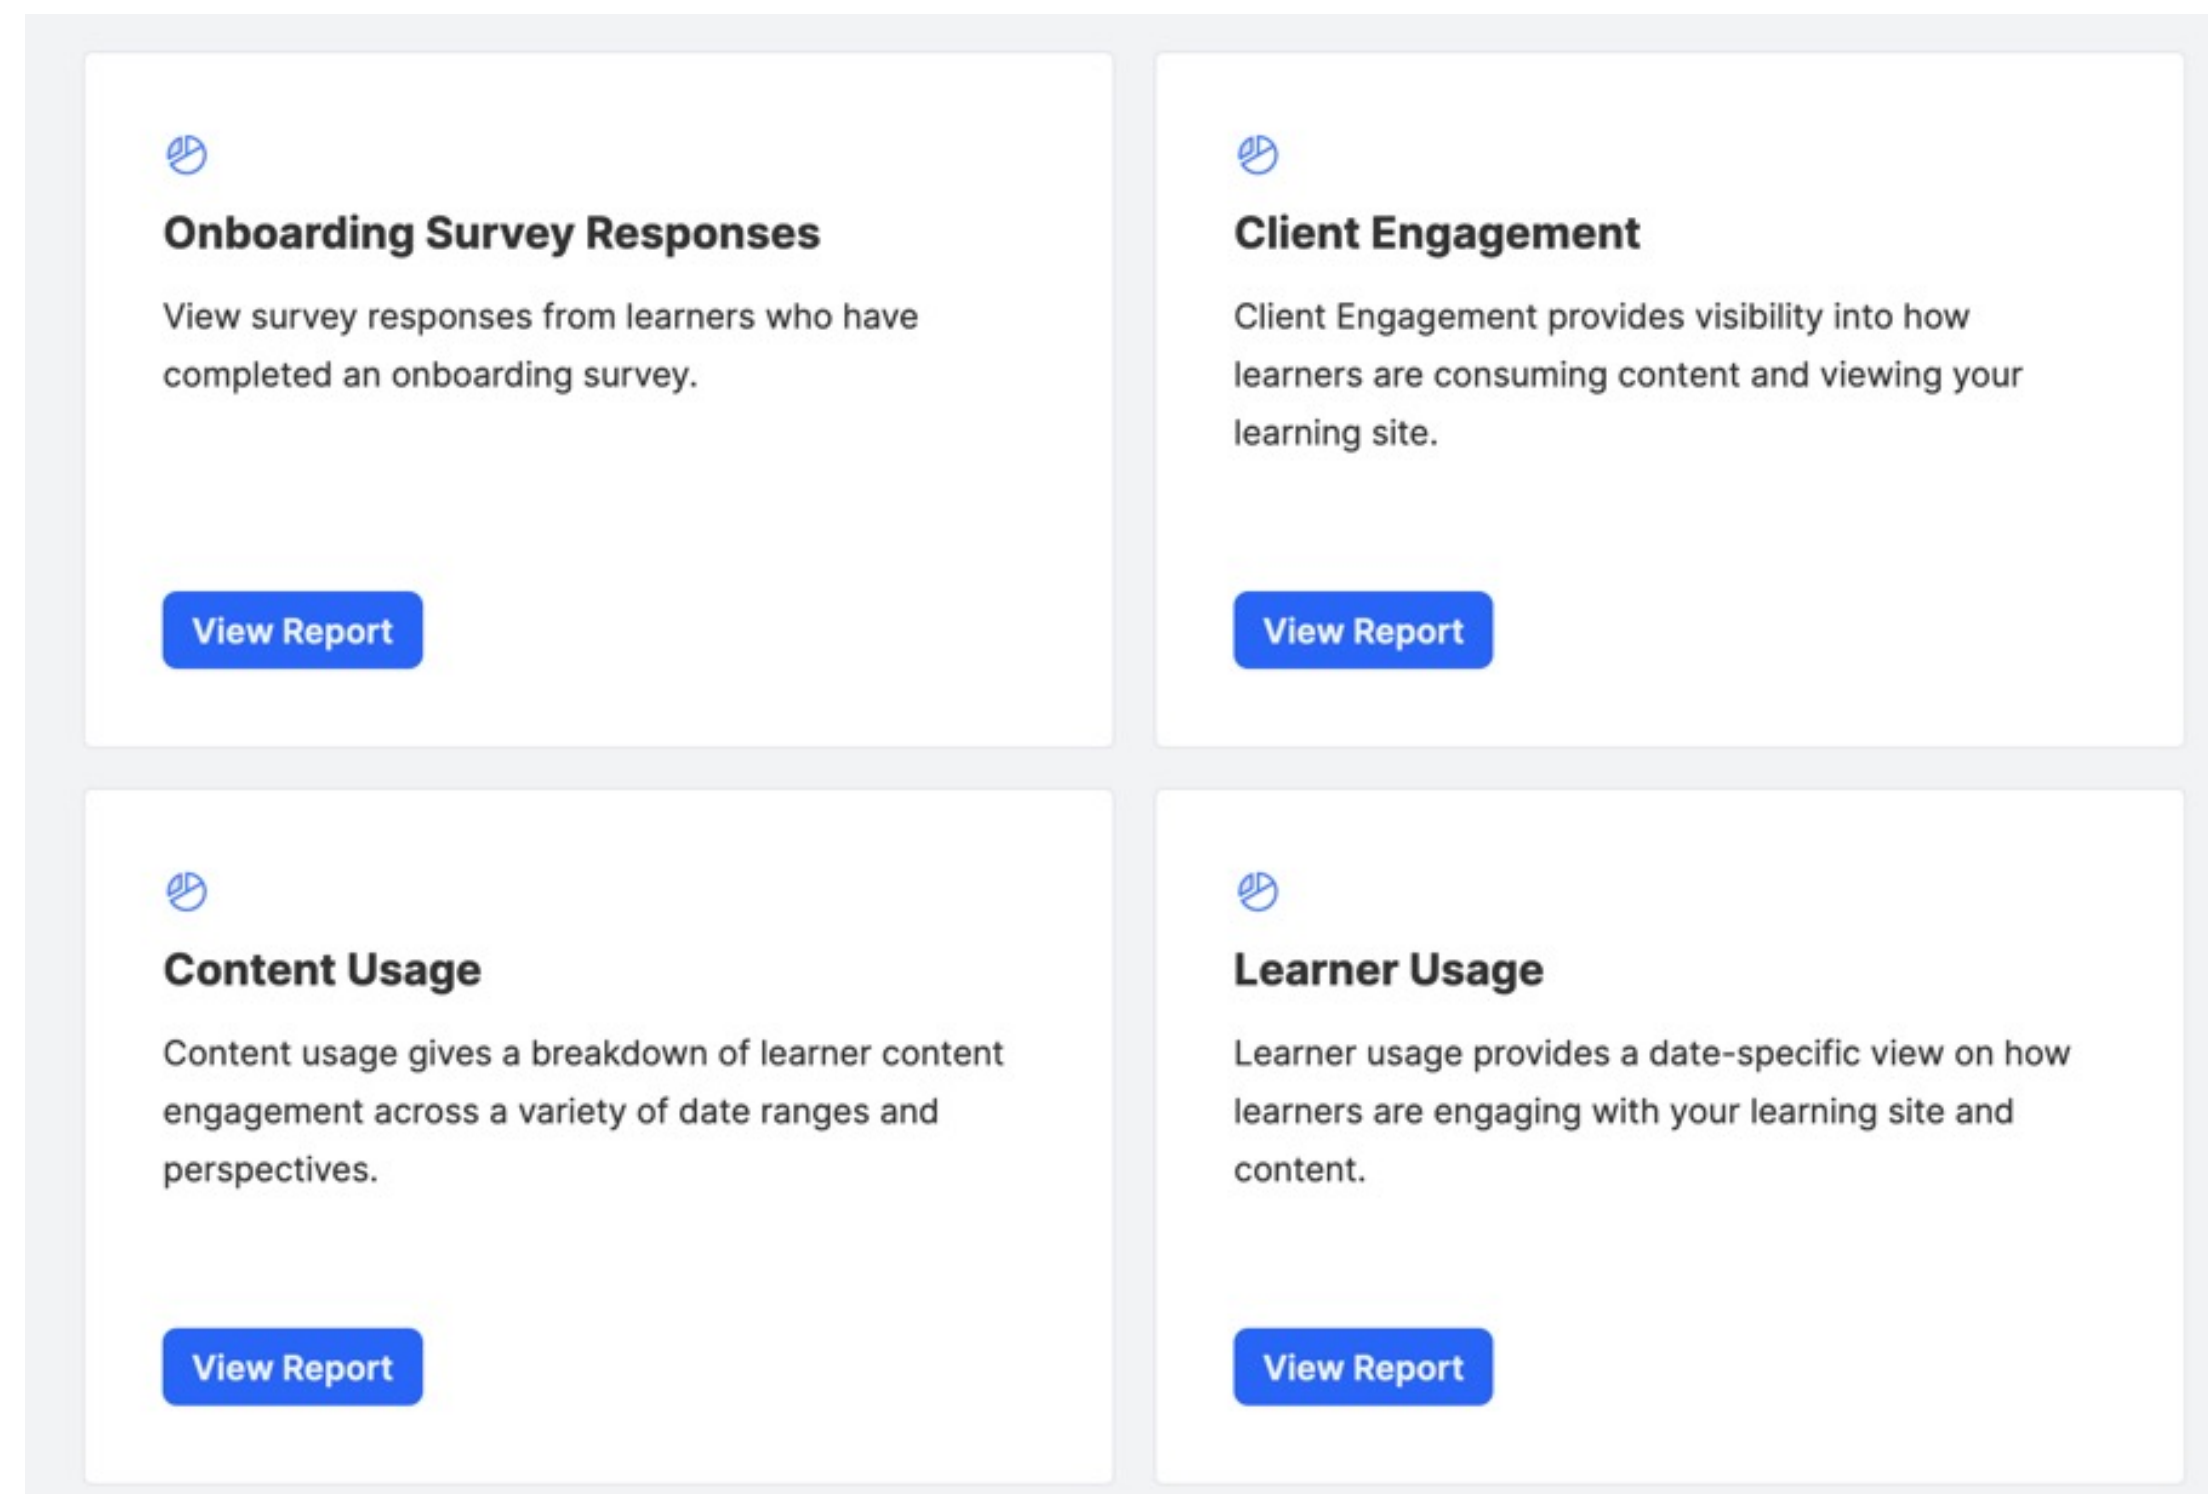 Onboarding Survey Responses
View survey responses from learners who have
completed an onboarding survey.
View Report
Client Engagement
Client Engagement provides visibility into how
learners are consuming content and viewing your
learning site.
View Report
Content Usage
Content usage gives a breakdown of learner content
engagement across a variety of date ranges and
perspectives.
View Report
Learner Usage
Learner usage provides a date-specific view on how
learners are engaging with your learning site and
content.
View Report